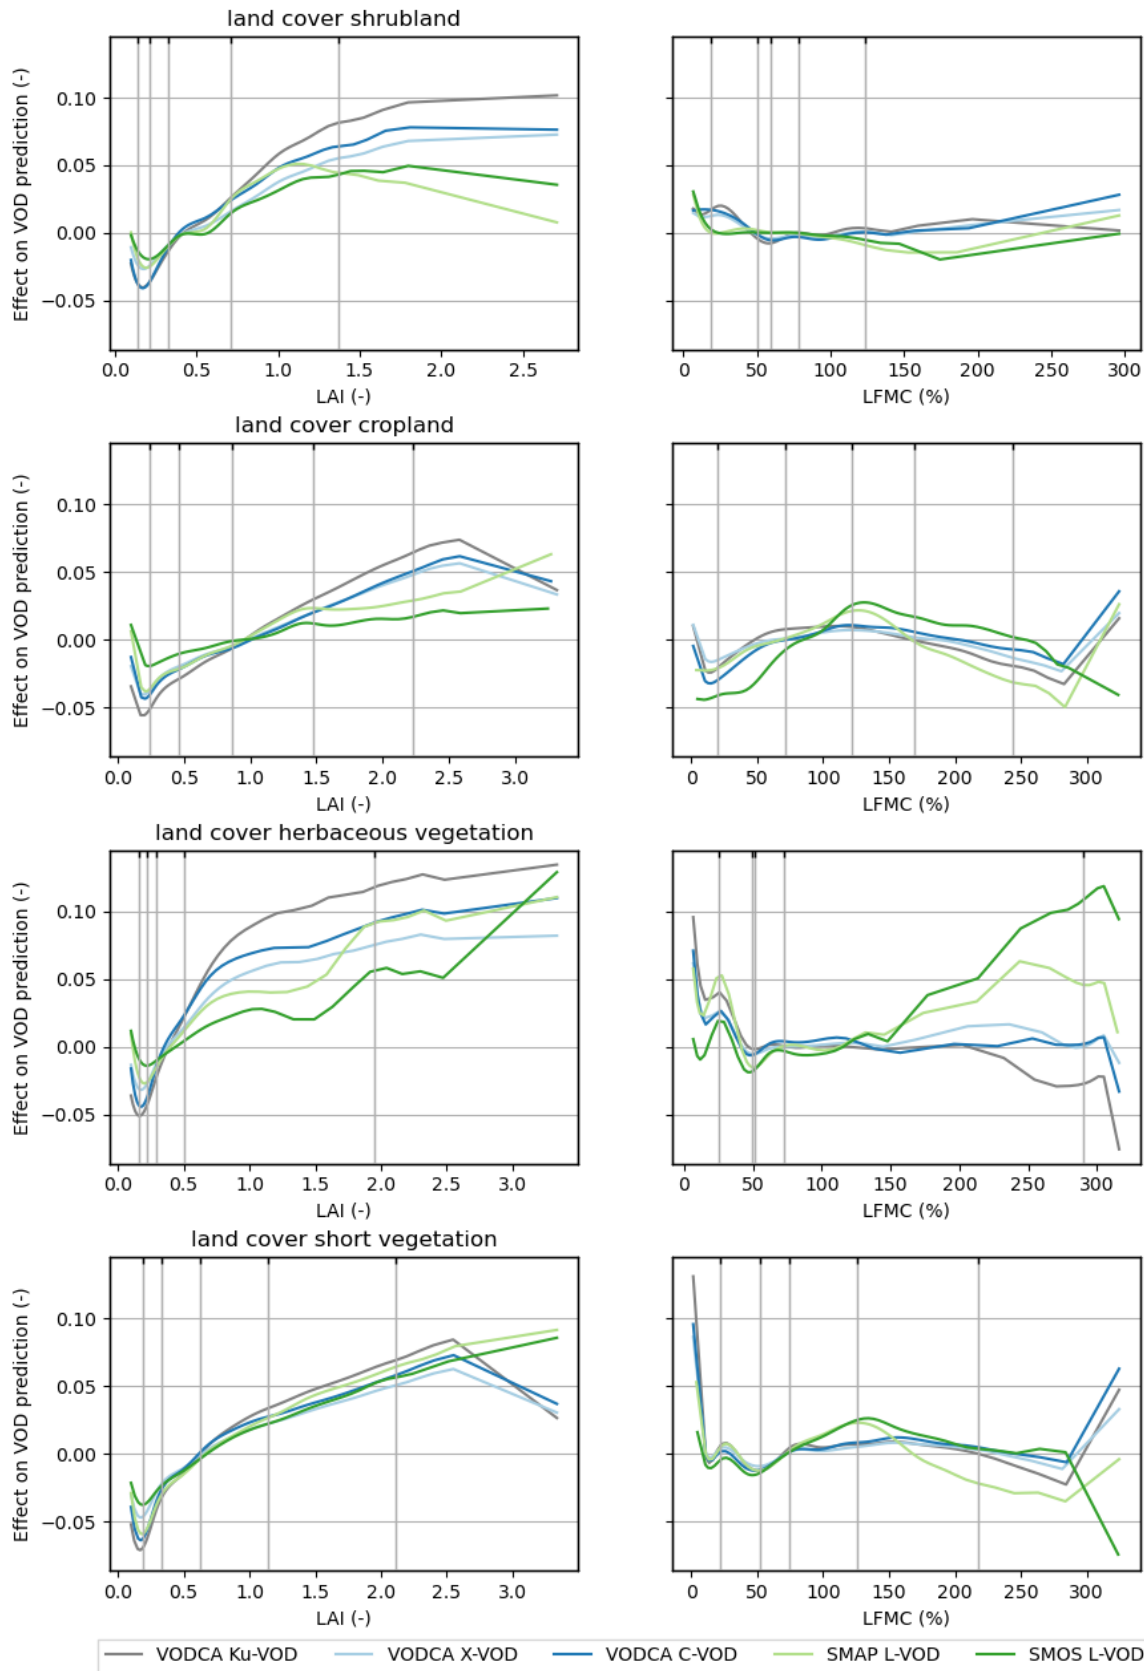 land cover shrubland
Effect on VOD prediction (-)
0.10
0.05
0.00
−0.05
0.0 0.5 1.0 1.5 2.0 2.5
LAI (-)
0 50 100 150 200 250 300
LFMC (%)
land cover cropland
Effect on VOD prediction (-)
0.10
0.05
0.00
−0.05
0.0 0.5 1.0 1.5 2.0 2.5 3.0
LAI (-)
0 50 100 150 200 250 300
LFMC (%)
land cover herbaceous vegetation
Effect on VOD prediction (-)
0.10
0.05
0.00
−0.05
0.0 0.5 1.0 1.5 2.0 2.5 3.0
LAI (-)
0 50 100 150 200 250 300
LFMC (%)
land cover short vegetation
Effect on VOD prediction (-)
0.10
0.05
0.00
−0.05
0.0 0.5 1.0 1.5 2.0 2.5 3.0
LAI (-)
0 50 100 150 200 250 300
LFMC (%)
VODCA Ku-VOD VODCA X-VOD VODCA C-VOD SMAP L-VOD SMOS L-VOD